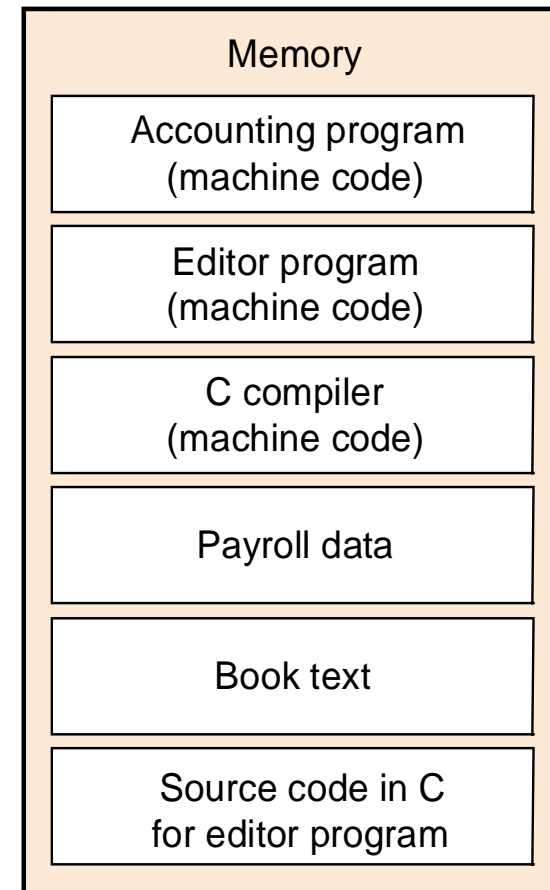 Memory
Accounting program
(machine code)
Editor program
(machine code)
C compiler
(machine code)
Payroll data
Book text
Source code in C
for editor program